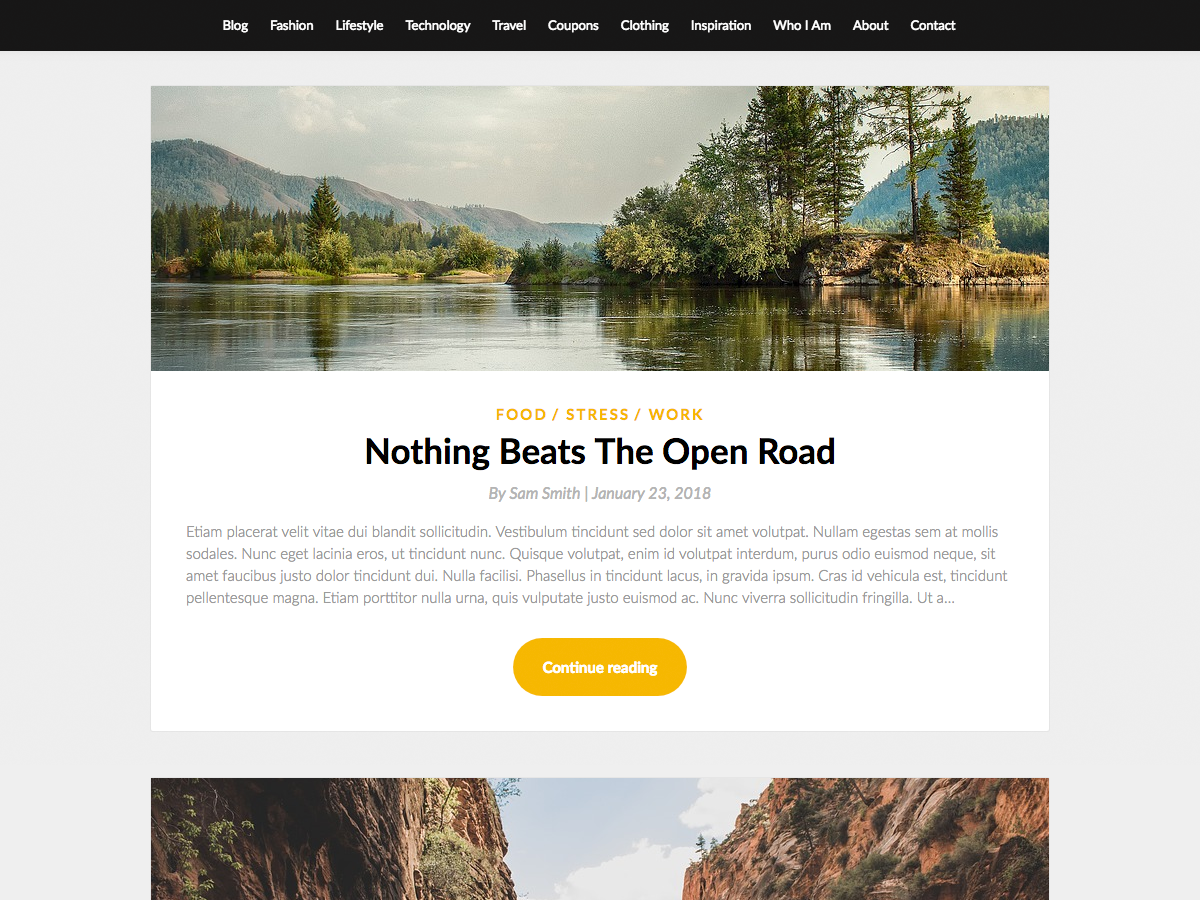 Blog Fashion Lifestyle Technology Travel Coupons Clothing Inspiration Who I Am About Contact
FOOD / STRESS / WORK
Nothing Beats The Open Road
By Sam Smith | January 23, 2018
Etiam placerat velit vitae dui blandit sollicitudin. Vestibulum tincidunt sed dolor sit amet volutpat. Nullam egestas sem at mollis
sodales. Nunc eget lacinia eros, ut tincidunt nunc. Quisque volutpat, enim id volutpat interdum, purus odio euismod neque, sit
amet faucibus justo dolor tincidunt dui. Nulla facilisi. Phasellus in tincidunt lacus, in gravida ipsum. Cras id vehicula est, tincidunt
pellentesque magna. Etiam porttitor nulla urna, quis vulputate justo euismod ac. Nunc viverra sollicitudin fringilla. Ut a...
Continue reading